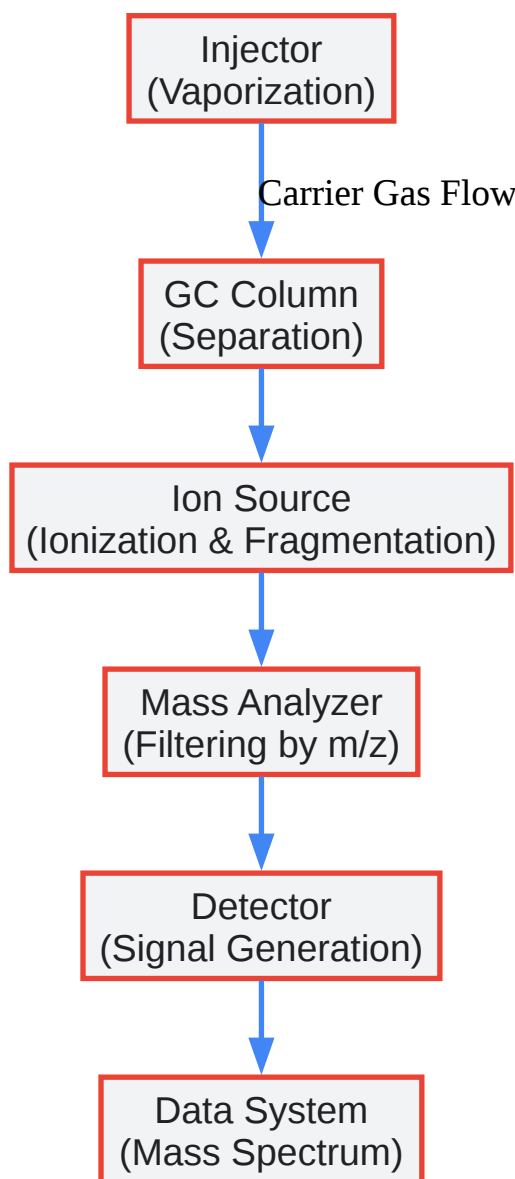 Injector
(Vaporization)
Carrier Gas Flow
GC Column
(Separation)
Ion Source
(Ionization & Fragmentation)
Mass Analyzer
(Filtering by m/z)
Detector
(Signal Generation)
Data System
(Mass Spectrum)